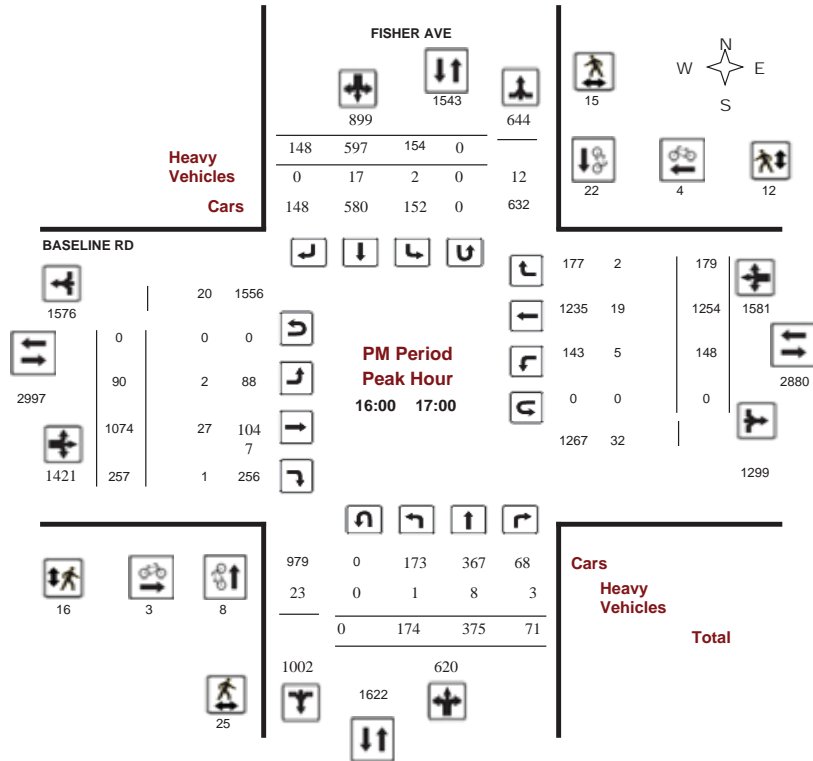 FISHER AVE
N
W E
S
1543
15
899 644
148 597 154 0
Heavy
Vehicles
0 17 2 0 12
22 4 12
Cars
148 580 152 0 632
BASELINE RD
177 2 179
1576
20 1556
1235 19 1254 1581
0 0 0
PM Period
Peak Hour
143 5 148
2997
90 2 88
2880
16:00 17:00
0 0 0
1074 27 104
7
1267 32
1421 257 1 256
1299
979 0 173 367 68
Cars
23 0 1 8 3
Heavy
Vehicles
16 3 8
0 174 375 71
Total
1002 620
1622
25